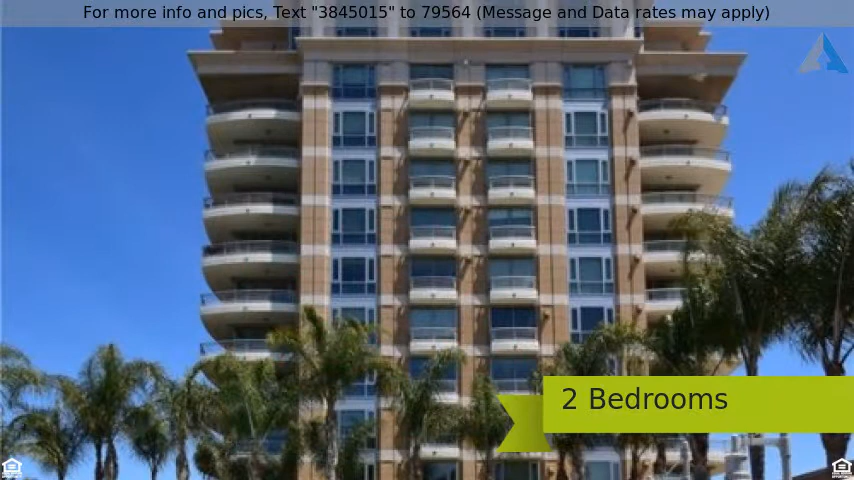 For more info and pics, Text "3845015" to 79564 (Message and Data rates may apply)
2 Bedrooms